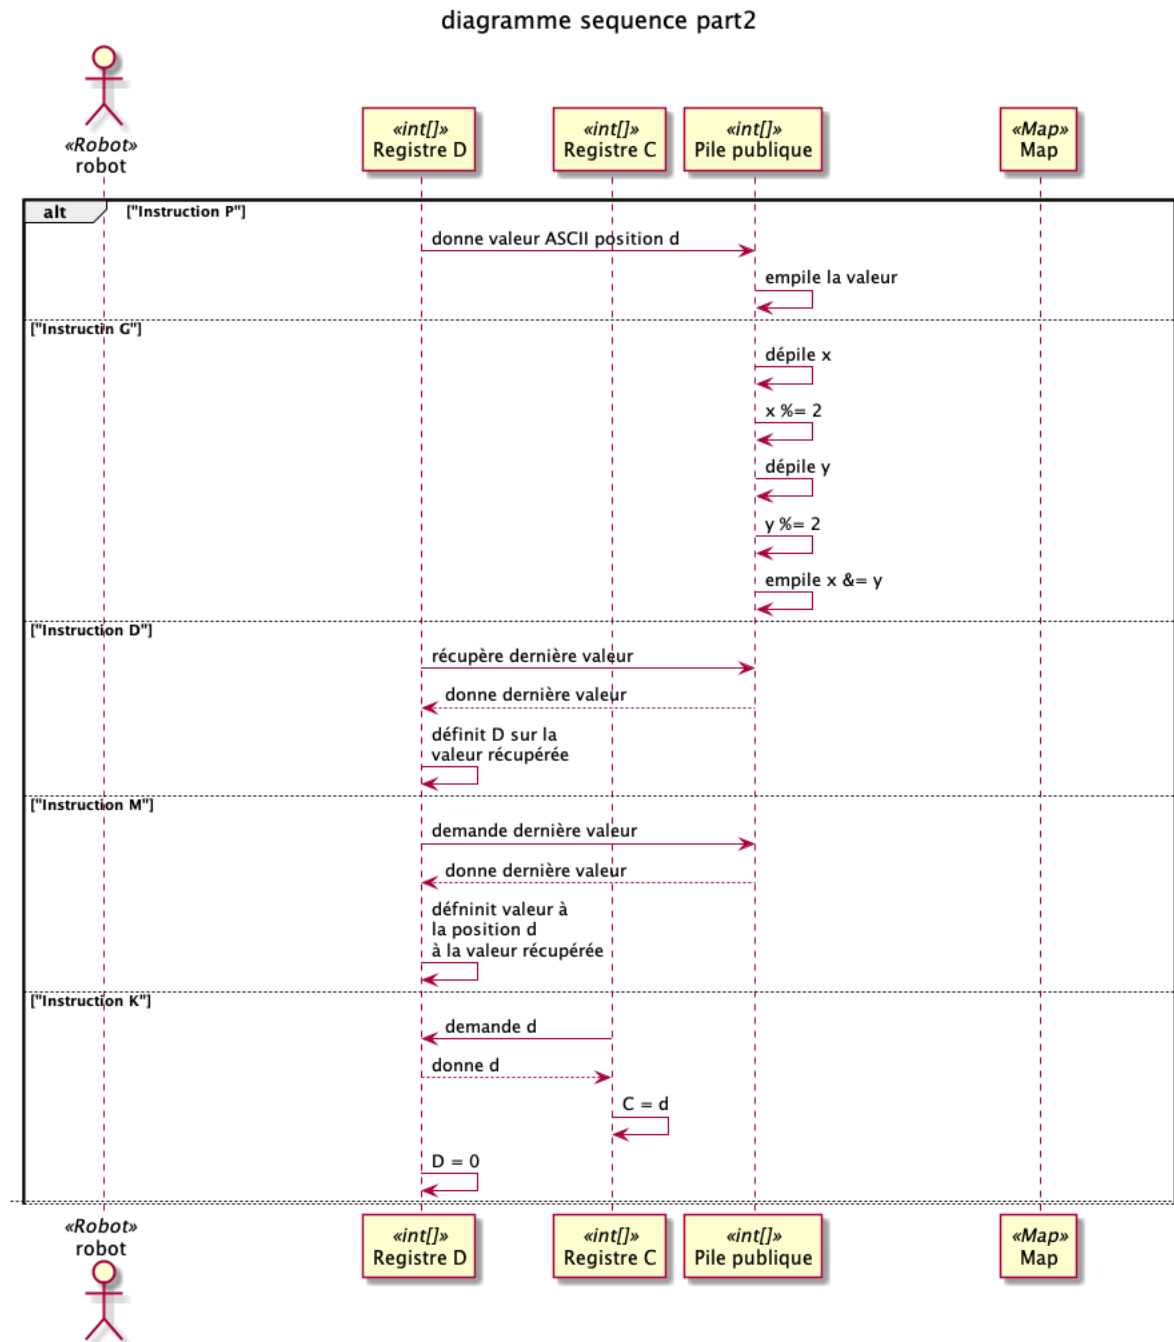 diagramme sequence part2
«Robot»
robot
«int[]»
Registre D
«int[]»
Registre C
«int[]»
Pile publique
«Map»
Map
alt
["Instruction P"]
donne valeur ASCII position d
empile la valeur
["Instructin G"]
dépile x
x %= 2
dépile y
y %= 2
empile x &= y
["Instruction D"]
récupère dernière valeur
donne dernière valeur
définit D sur la
valeur récupérée
["Instruction M"]
demande dernière valeur
donne dernière valeur
défninit valeur à
la position d
à la valeur récupérée
["Instruction K"]
demande d
donne d
C = d
D = 0
«Robot»
robot
«int[]»
Registre D
«int[]»
Registre C
«int[]»
Pile publique
«Map»
Map